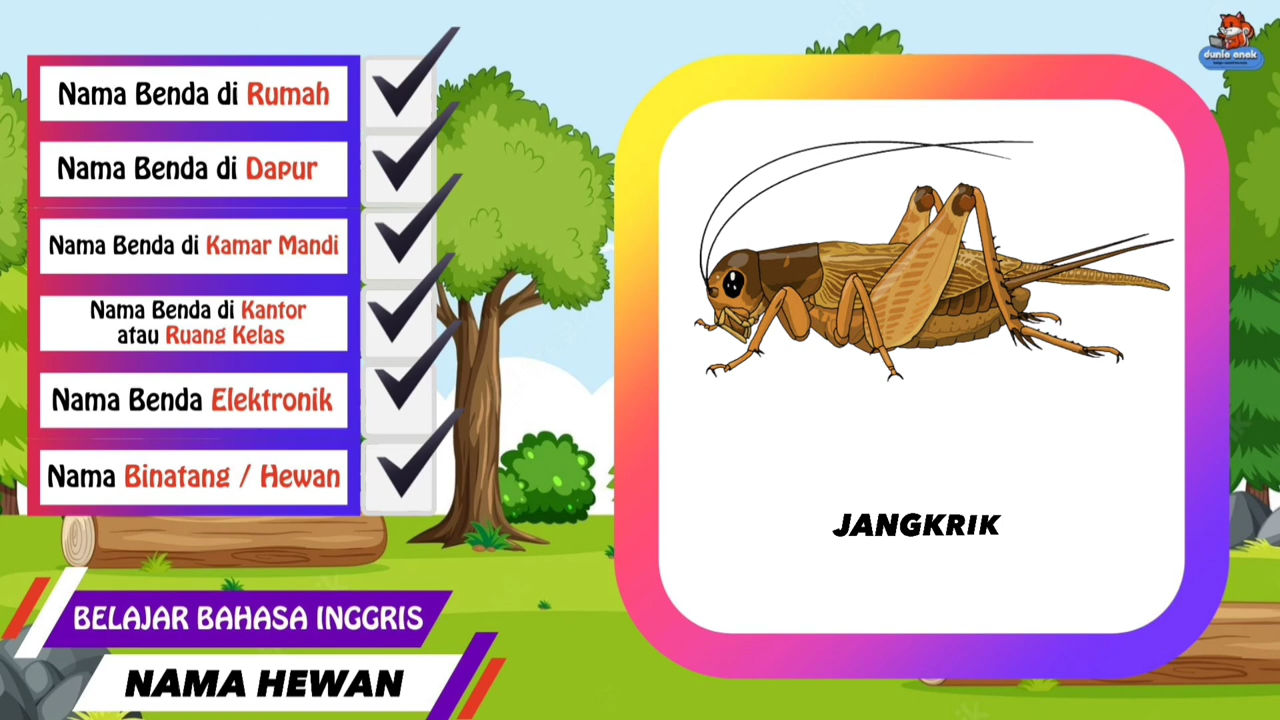 Nama Benda di Rumah
Nama Benda di Dapur
Nama Benda di Kamar Mandi
Nama Benda di Kantor
atau Ruang Kelas
Nama Benda Elektronik
Nama Binatang / Hewan
BELAJAR BAHASA INGGRIS
NAMA HEWAN
dunia anak
JANGKRIK